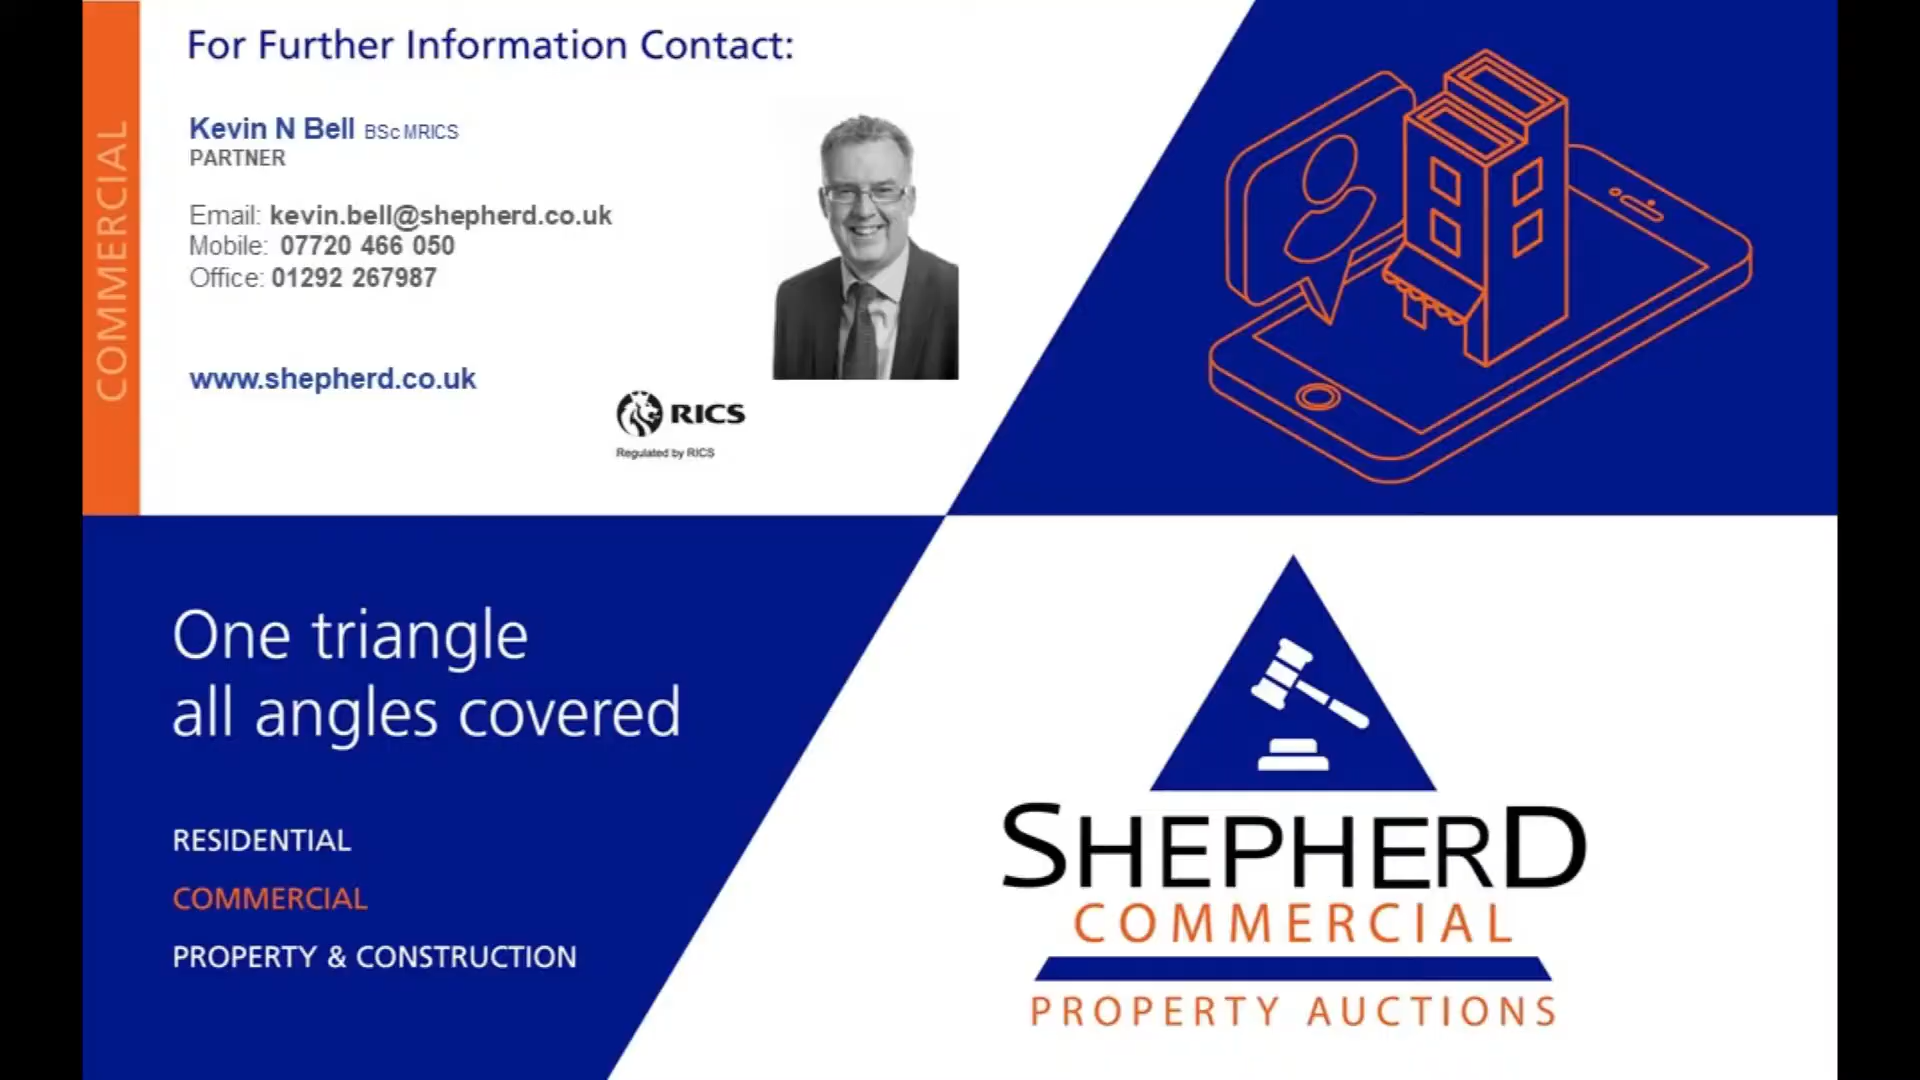 COMMERCIAL
For Further Information Contact:
Kevin N Bell BSc MRICS
PARTNER
Email: kevin.bell@shepherd.co.uk
Mobile: 07720 466 050
Office: 01292 267987
www.shepherd.co.uk
RICS
Regulated by RICS
One triangle
all angles covered
RESIDENTIAL
COMMERCIAL
PROPERTY & CONSTRUCTION
SHEPHERD
COMMERCIAL
PROPERTY AUCTIONS